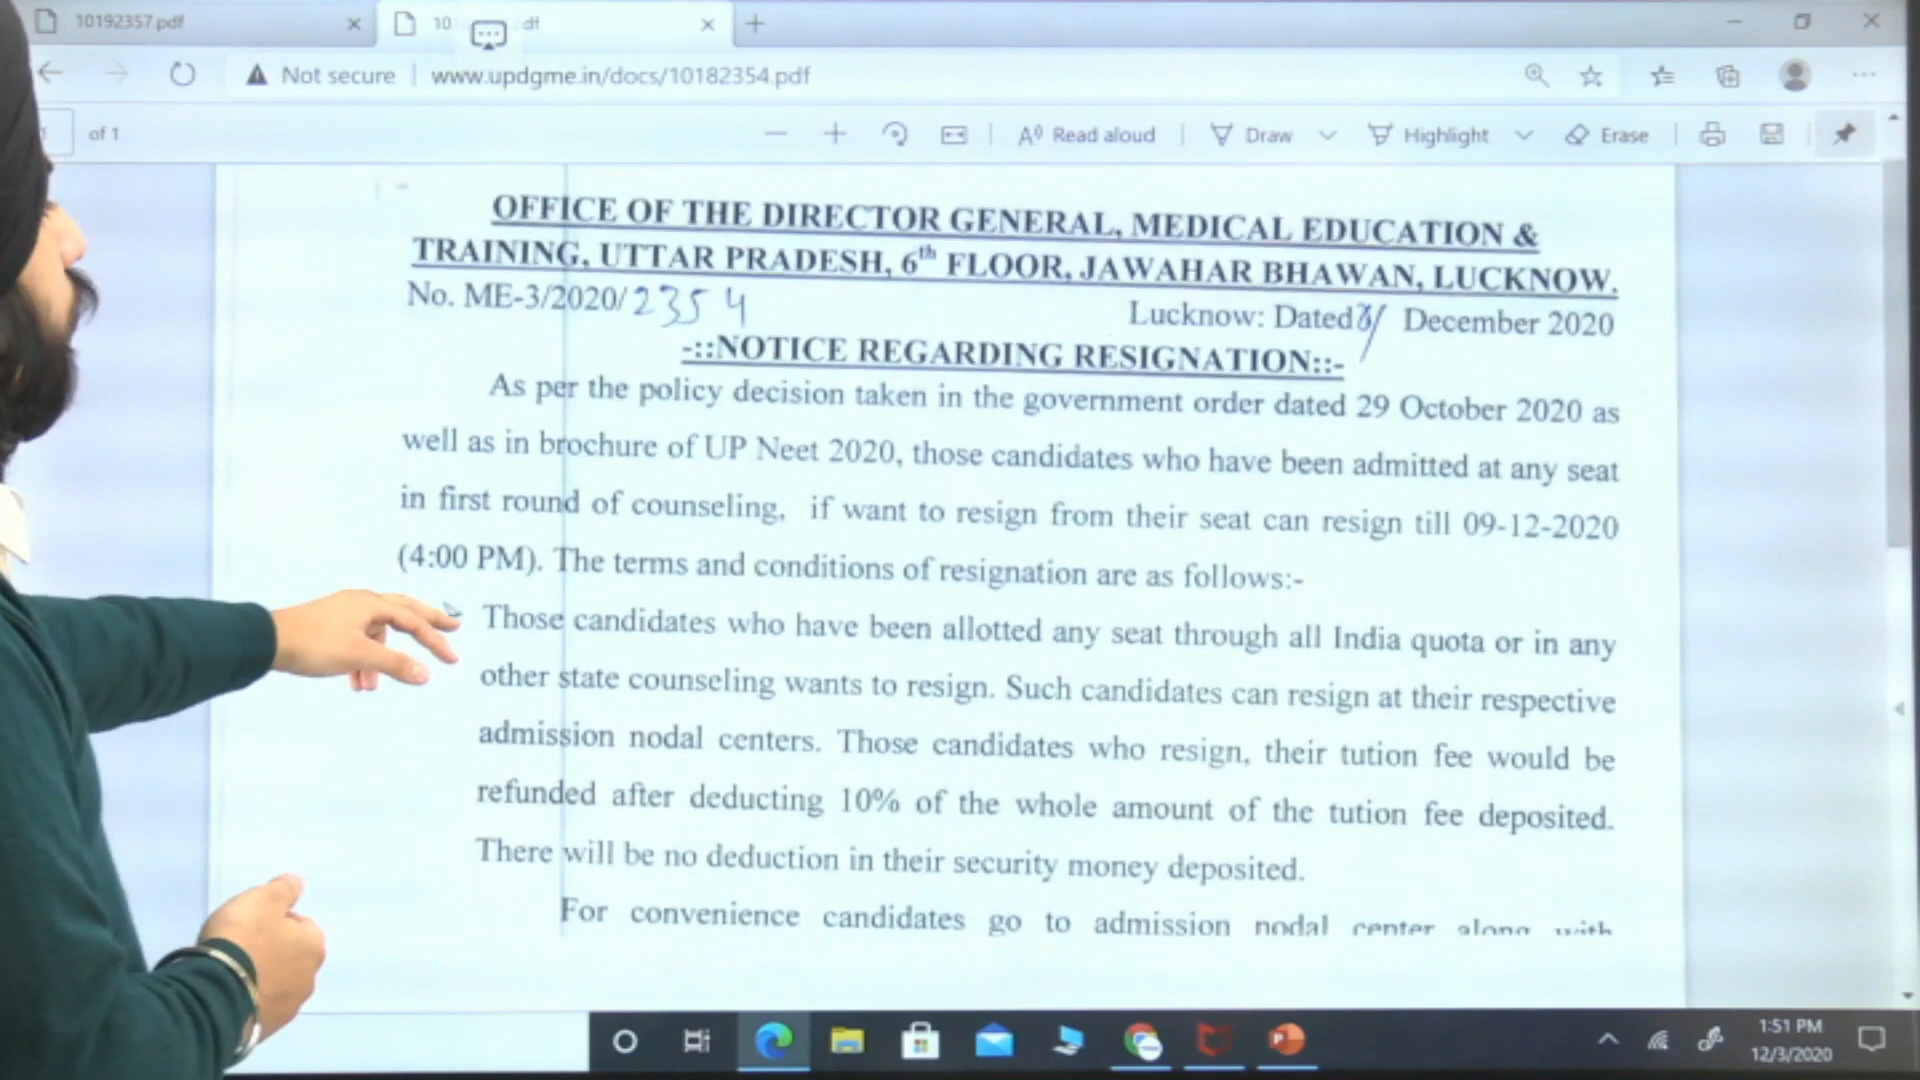 10192357.pdf
10 df
Not secure www.updgme.in/docs/10182354.pdf
1 of 1
Read aloud Draw Highlight Erase
OFFICE OF THE DIRECTOR GENERAL, MEDICAL EDUCATION &
TRAINING, UTTAR PRADESH, 6th FLOOR, JAWAHAR BHAWAN, LUCKNOW.
No. ME-3/2020/2354 Lucknow: Dated December 2020
-::NOTICE REGARDING RESIGNATION::-
As per the policy decision taken in the government order dated 29 October 2020 as
well as in brochure of UP Neet 2020, those candidates who have been admitted at any seat
in first round of counseling, if want to resign from their seat can resign till 09-12-2020
(4:00 PM). The terms and conditions of resignation are as follows:-
Those candidates who have been allotted any seat through all India quota or in any
other state counseling wants to resign. Such candidates can resign at their respective
admission nodal centers. Those candidates who resign, their tution fee would be
refunded after deducting 10% of the whole amount of the tution fee deposited.
There will be no deduction in their security money deposited.
For convenience candidates go to admission nodal center along with
1:51 PM
12/3/2020